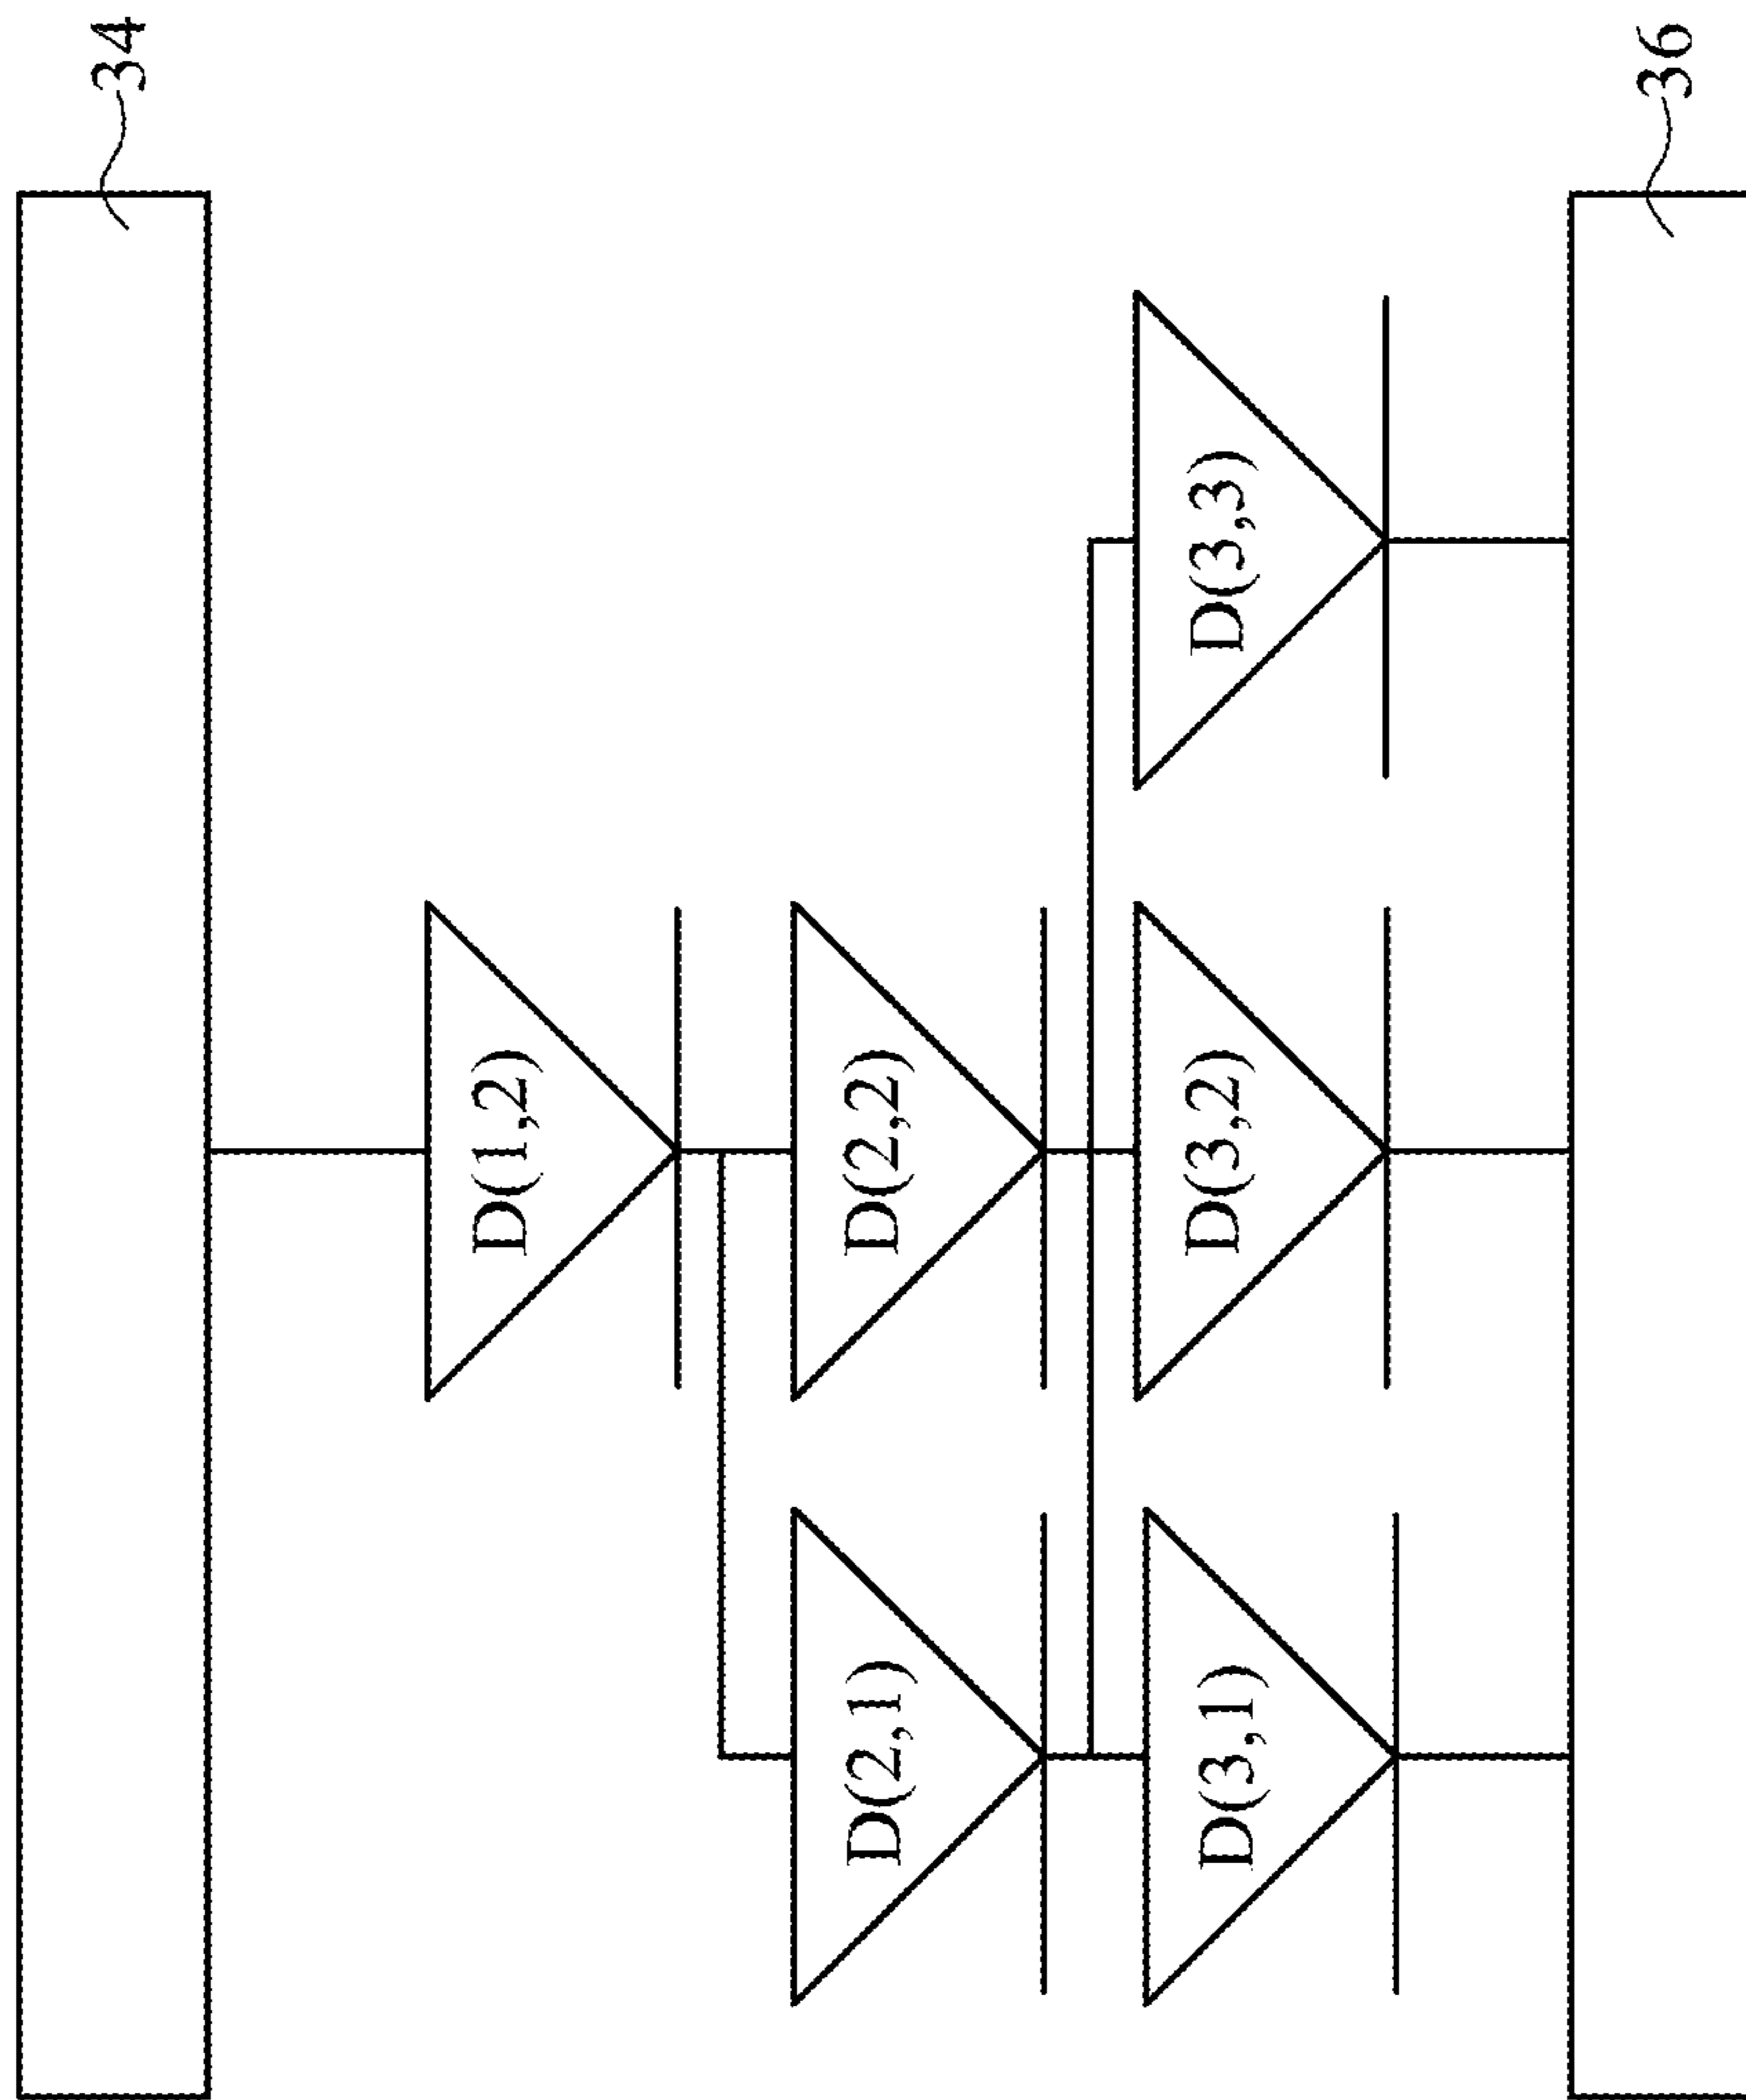 34
D(1,2)
D(2,1)
D(2,2)
D(3,1)
D(3,2)
D(3,3)
36